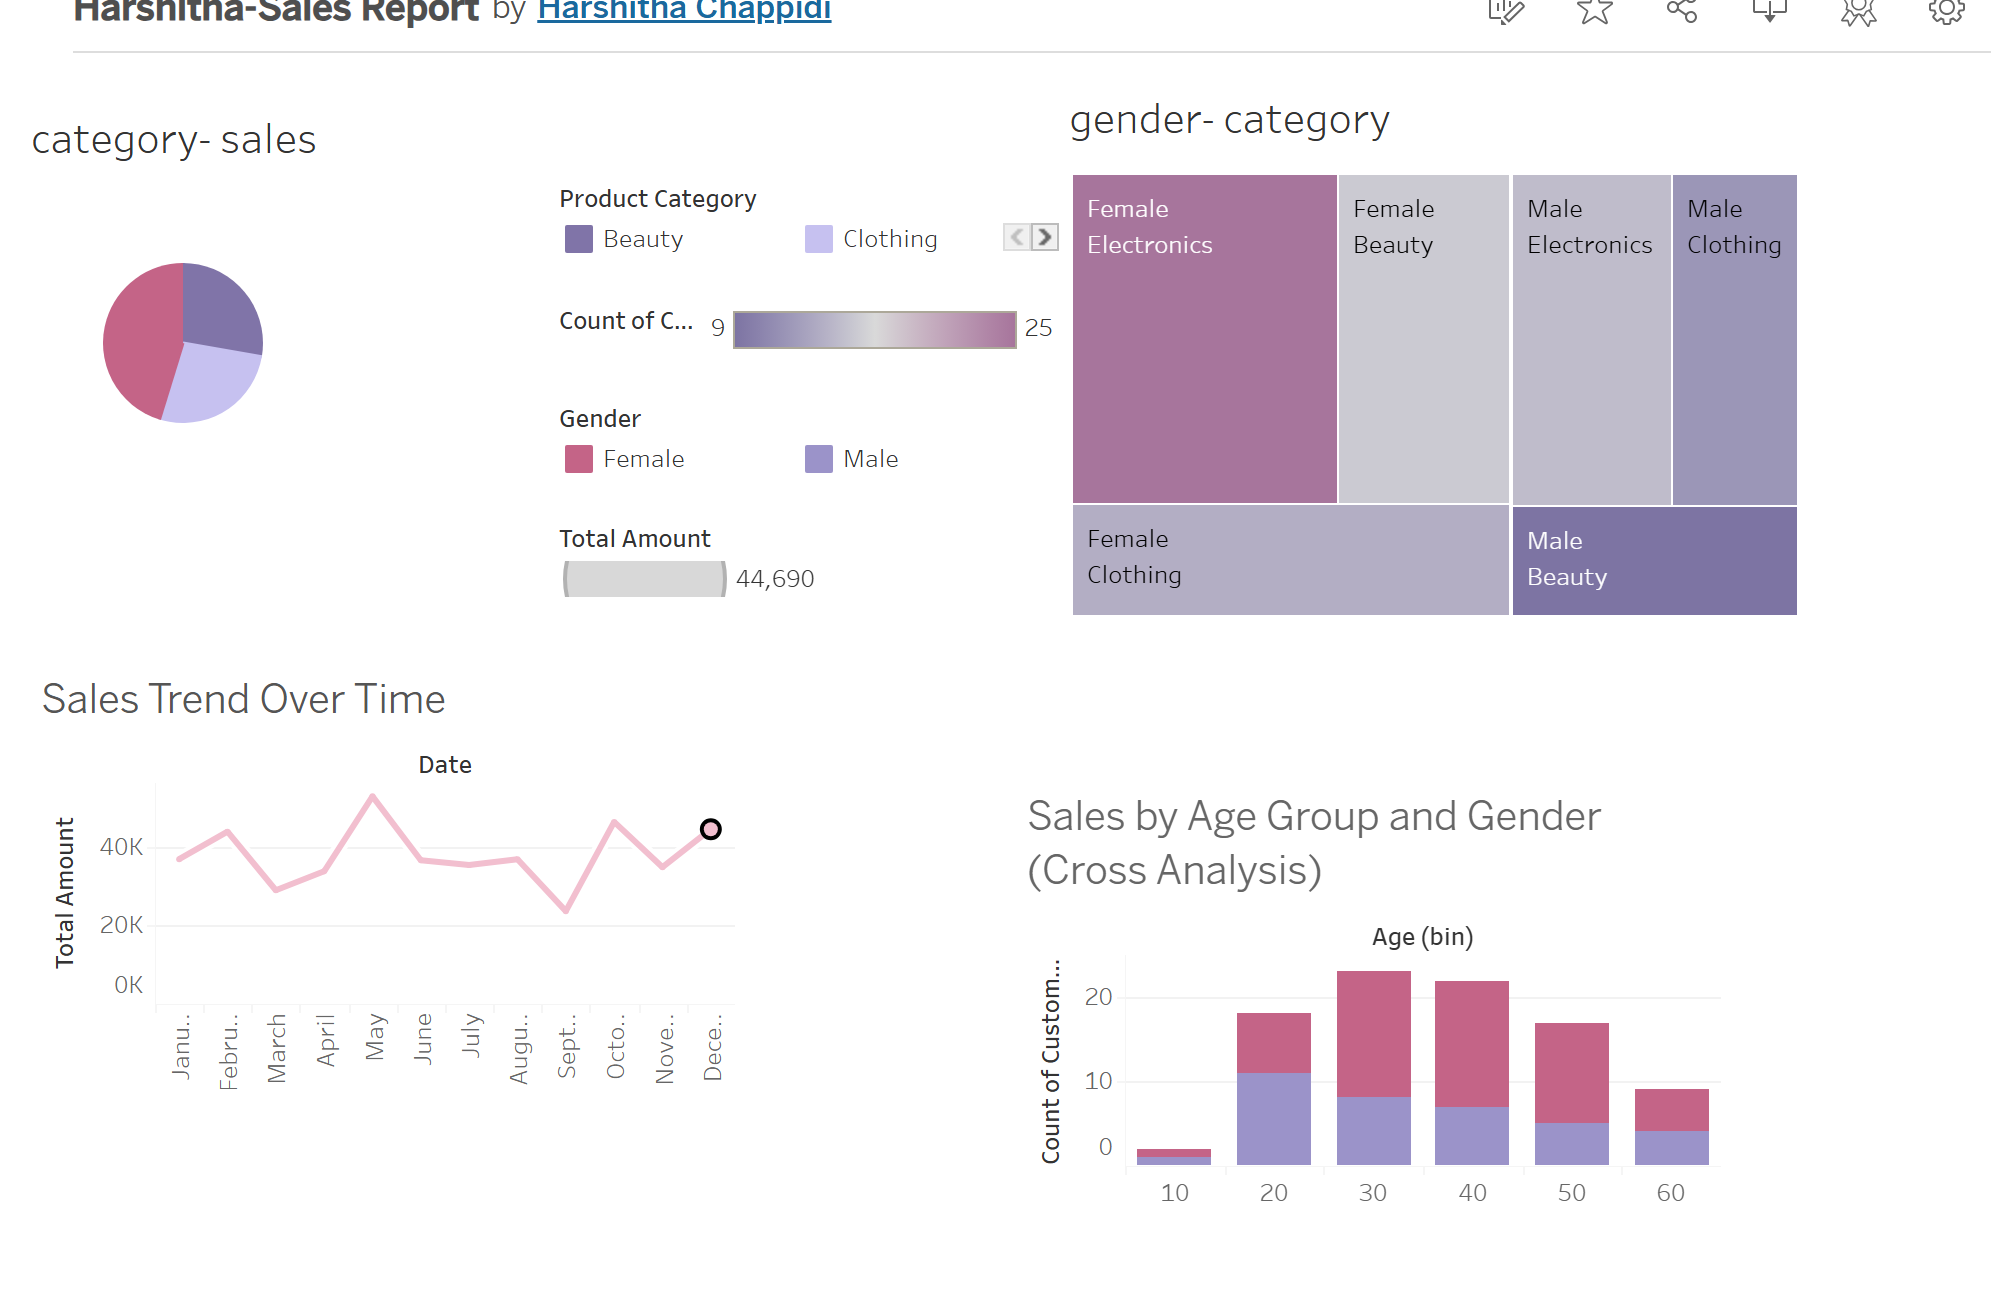 Harshitha-Sales Report by Harshitha Chappidi
category- sales
Product Category
Beauty
Clothing
Count of C...
9
25
Gender
Female
Male
Total Amount
44,690
gender- category
Female
Electronics
Female
Beauty
Male
Electronics
Male
Clothing
Female
Clothing
Male
Beauty
Sales Trend Over Time
Date
Total Amount
40K
20K
0K
Janu..
Febru..
March
April
May
June
July
Augu..
Sept..
Octo..
Nove..
Dece..
Sales by Age Group and Gender
(Cross Analysis)
Age (bin)
Count of Custom...
20
10
0
10
20
30
40
50
60